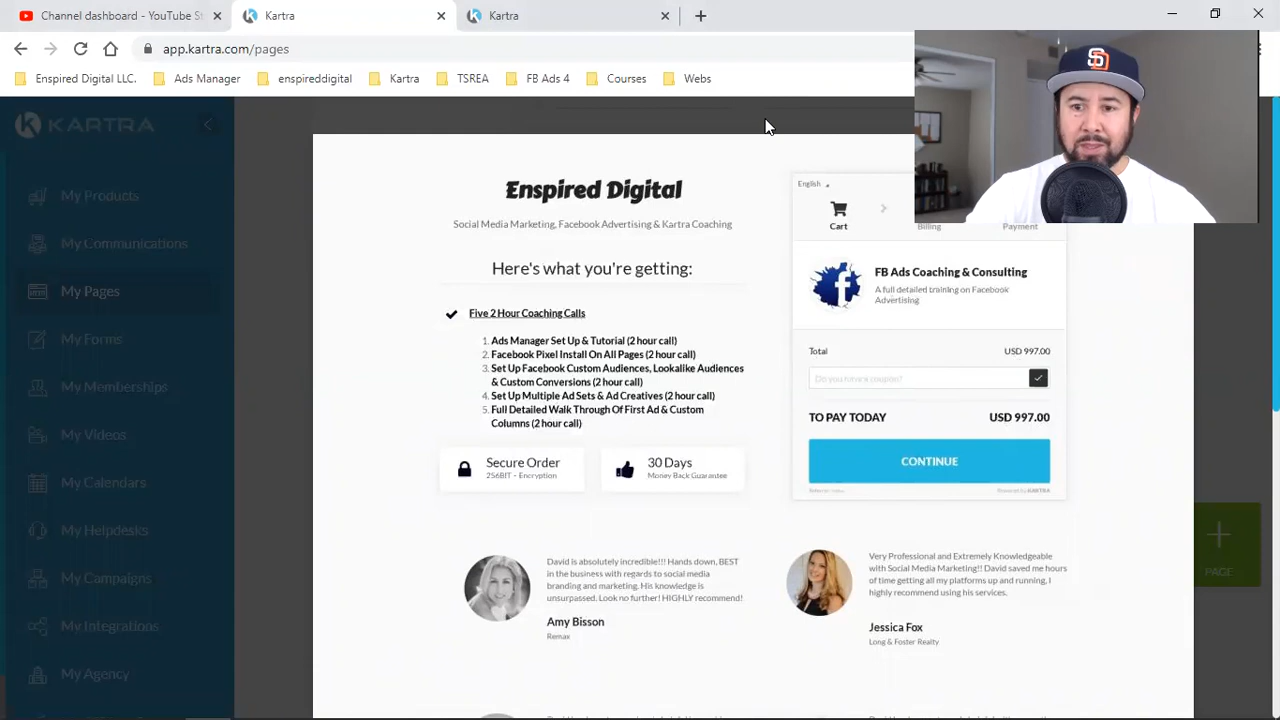 Channel dashboard - YouTube St
Kartra
Kartra
app.kartra.com/pages
Enspired Digital LLC.
Ads Manager
enspireddigital
Kartra
TSREA
FB Ads 4
Courses
Webs
KARTRA
My Products
My Communications
My Pages
My Forms
My Memberships
My Videos
My Calendars
My Helpdesks
My Campaigns
My Integrations
My Agency
Enspired Digital
Social Media Marketing, Facebook Advertising & Kartra Coaching
Here's what you're getting:
Five 2 Hour Coaching Calls
1. Ads Manager Set Up & Tutorial (2 hour call)
2. Facebook Pixel Install On All Pages (2 hour call)
3. Set Up Facebook Custom Audiences, Lookalike Audiences
& Custom Conversions (2 hour call)
4. Set Up Multiple Ad Sets & Ad Creatives (2 hour call)
5. Full Detailed Walk Through Of First Ad & Custom
Columns (2 hour call)
Secure Order
256BIT - Encryption
30 Days
Money Back Guarantee
English
Cart
Billing
Payment
f
FB Ads Coaching & Consulting
A full detailed training on Facebook
Advertising
Total USD 997.00
Do you have a coupon?
TO PAY TODAY USD 997.00
CONTINUE
Powered by KARTRA
David is absolutely incredible!!! Hands down, BEST
in the business with regards to social media
branding and marketing. His knowledge is
unsurpassed. Look no further! HIGHLY recommend!
Amy Bisson
Remax
Very Professional and Extremely Knowledgeable
with Social Media Marketing!! David saved me hours
of time getting all my platforms up and running, I
highly recommend using his services.
Jessica Fox
Long & Foster Realty
PAGE
SD